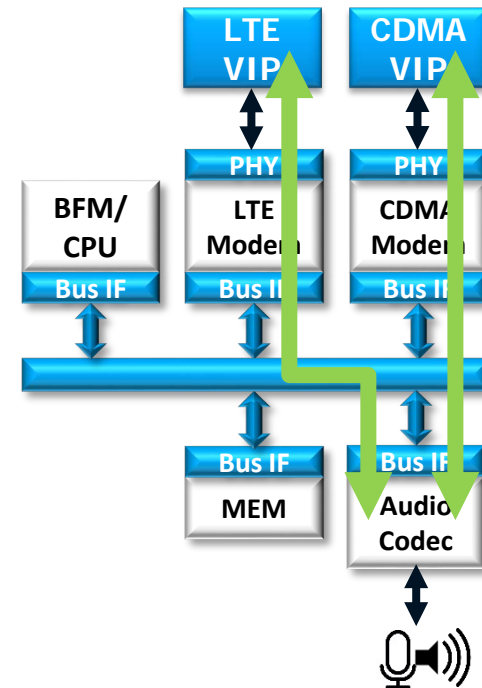 LTE
VIP
CDMA
VIP
PHY
PHY
BFM/
CPU
LTE
Modem
CDMA
Modem
Bus IF
Bus IF
Bus IF
Bus IF
Bus IF
MEM
Audio
Codec